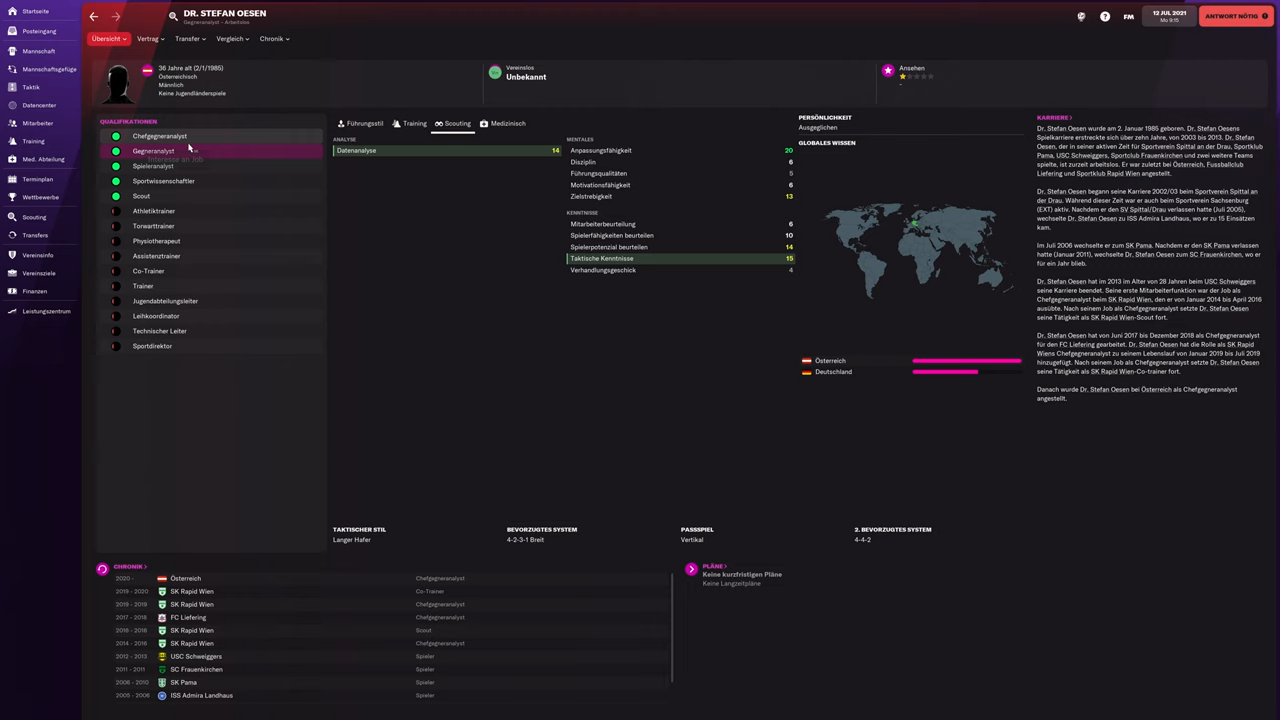 Startseite
Posteingang
Mannschaft
Mannschaftsgefüge
Taktik
Datencenter
Mitarbeiter
Training
Med. Abteilung
Terminplan
Wettbewerbe
Scouting
Transfers
Vereinsinfo
Vereinsziele
Finanzen
Leistungszentrum
DR. STEFAN OESEN
Gegneranalyst - Arbeitslos
FM
12 JUL 2021
Mo 9:15
ANTWORT NÖTIG
Übersicht
Vertrag
Transfer
Vergleich
Chronik
36 Jahre alt (2/1/1985)
Österreichisch
Männlich
Keine Jugendländerspiele
Vereinslos
Unbekannt
Ansehen
-
QUALIFIKATIONEN
Chefgegneranalyst
Gegneranalyst
Interesse an Job
Spieleranalyst
Sportwissenschaftler
Scout
Athletiktrainer
Torwarttrainer
Physiotherapeut
Assistenztrainer
Co-Trainer
Trainer
Jugendabteilungsleiter
Leihkoordinator
Technischer Leiter
Sportdirektor
Führungsstil
Training
Scouting
Medizinisch
ANALYSE
Datenanalyse 14
MENTALES
Anpassungsfähigkeit 20
Disziplin 6
Führungsqualitäten 5
Motivationsfähigkeit 6
Zielstrebigkeit 13
KENNTNISSE
Mitarbeiterbeurteilung 6
Spielerfähigkeiten beurteilen 10
Spielerpotenzial beurteilen 14
Taktische Kenntnisse 15
Verhandlungsgeschick 4
PERSÖNLICHKEIT
Ausgeglichen
GLOBALES WISSEN
Österreich
Deutschland
KARRIERE
Dr. Stefan Oesen wurde am 2. Januar 1985 geboren. Dr. Stefan Oesens
Spielkarriere erstreckte sich über zehn Jahre, von 2003 bis 2013. Dr. Stefan
Oesen, der in seiner aktiven Zeit für Sportverein Spittal an der Drau, Sportklub
Pama, USC Schweiggers, Sportclub Frauenkirchen und zwei weitere Teams
spielte, ist zurzeit arbeitslos. Er war zuletzt bei Österreich, Fussballclub
Liefering und Sportklub Rapid Wien angestellt.
Dr. Stefan Oesen begann seine Karriere 2002/03 beim Sportverein Spittal an
der Drau. Während dieser Zeit war er auch beim Sportverein Sachsenburg
(EXT) aktiv. Nachdem er den SV Spittal/Drau verlassen hatte (Juli 2005),
wechselte Dr. Stefan Oesen zu ISS Admira Landhaus, wo er zu 15 Einsätzen
kam.
Im Juli 2006 wechselte er zum SK Pama. Nachdem er den SK Pama verlassen
hatte (Januar 2011), wechselte Dr. Stefan Oesen zum SC Frauenkirchen, wo er
für ein Jahr blieb.
Dr. Stefan Oesen hat im 2013 im Alter von 28 Jahren beim USC Schweiggers
seine Karriere beendet. Seine erste Mitarbeiterfunktion war der Job als
Chefgegneranalyst beim SK Rapid Wien, den er von Januar 2014 bis April 2016
ausübte. Nach seinem Job als Chefgegneranalyst setzte Dr. Stefan Oesen
seine Tätigkeit als SK Rapid Wien-Scout fort.
Dr. Stefan Oesen hat von Juni 2017 bis Dezember 2018 als Chefgegneranalyst
für den FC Liefering gearbeitet. Dr. Stefan Oesen hat die Rolle als SK Rapid
Wiens Chefgegneranalyst zu seinem Lebenslauf von Januar 2019 bis Juli 2019
hinzugefügt. Nach seinem Job als Chefgegneranalyst setzte Dr. Stefan Oesen
seine Tätigkeit als SK Rapid Wien-Co-trainer fort.
Danach wurde Dr. Stefan Oesen bei Österreich als Chefgegneranalyst
angestellt.
TAKTISCHER STIL
Langer Hafer
BEVORZUGTES SYSTEM
4-2-3-1 Breit
PASSSPIEL
Vertikal
2. BEVORZUGTES SYSTEM
4-4-2
CHRONIK
2020 - Österreich Chefgegneranalyst
2019 - 2020 SK Rapid Wien Co-Trainer
2019 - 2019 SK Rapid Wien Chefgegneranalyst
2017 - 2018 FC Liefering Chefgegneranalyst
2016 - 2016 SK Rapid Wien Scout
2014 - 2016 SK Rapid Wien Chefgegneranalyst
2012 - 2013 USC Schweiggers Spieler
2011 - 2011 SC Frauenkirchen Spieler
2006 - 2010 SK Pama Spieler
2005 - 2006 ISS Admira Landhaus Spieler
PLÄNE
Keine kurzfristigen Pläne
Keine Langzeitpläne